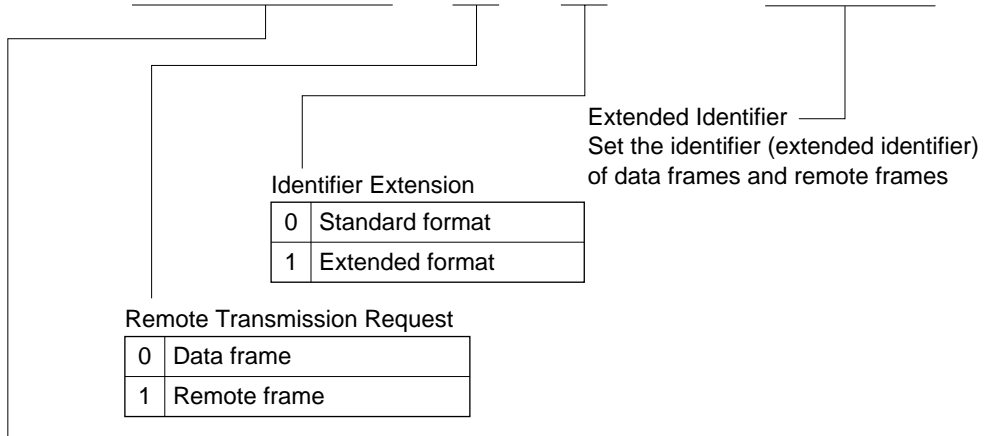 Extended Identifier
Set the identifier (extended identifier)
of data frames and remote frames
Identifier Extension
0 Standard format
1 Extended format
Remote Transmission Request
0 Data frame
1 Remote frame